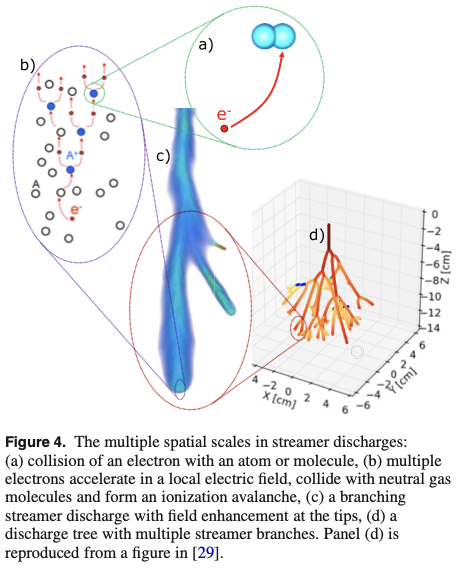 a)
b)
e-
A+
A
e-
c)
d)
0
−2
−4
−6
−8
−10
−12
−14
Z [cm]
4
−2
0
2
4
6
X [cm]
−6
−4
−2
0
2
4
6
Y [cm]
Figure 4. The multiple spatial scales in streamer discharges:
(a) collision of an electron with an atom or molecule, (b) multiple
electrons accelerate in a local electric field, collide with neutral gas
molecules and form an ionization avalanche, (c) a branching
streamer discharge with field enhancement at the tips, (d) a
discharge tree with multiple streamer branches. Panel (d) is
reproduced from a figure in [29].